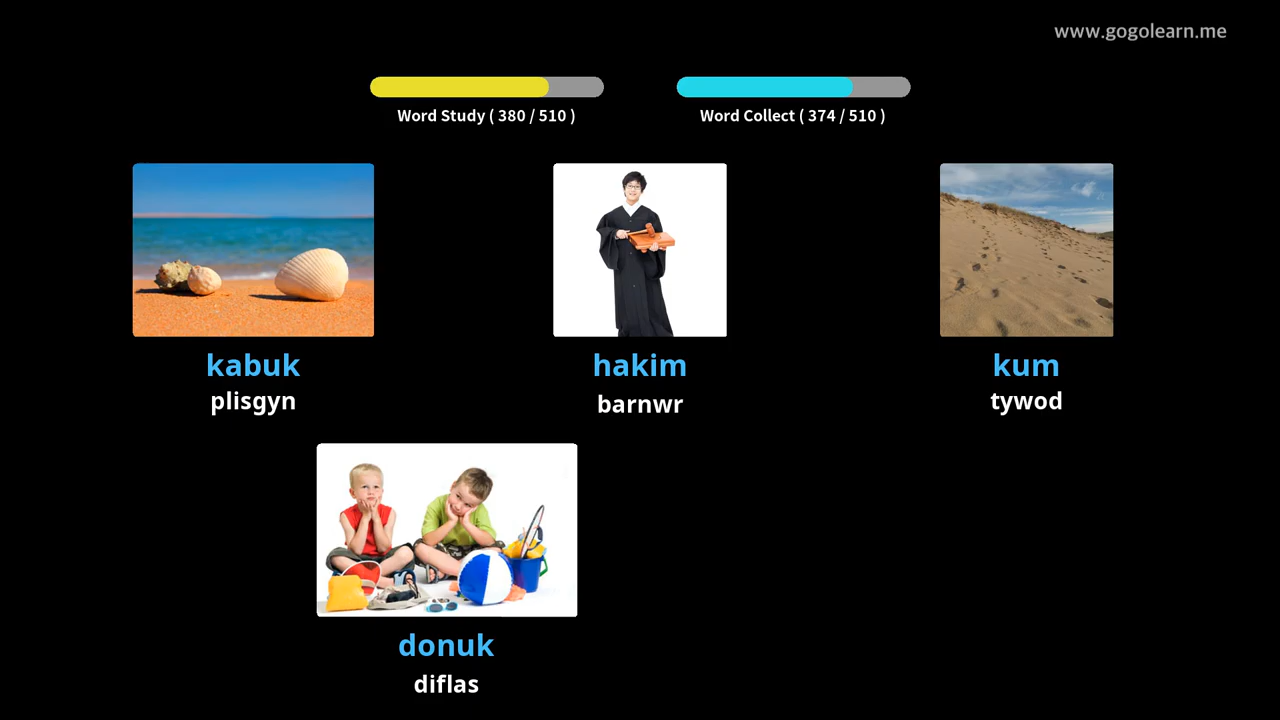 www.gogolearn.me
Word Study ( 380 / 510 )
Word Collect ( 374 / 510 )
kabuk
plisgyn
hakim
barnwr
kum
tywod
donuk
diflas